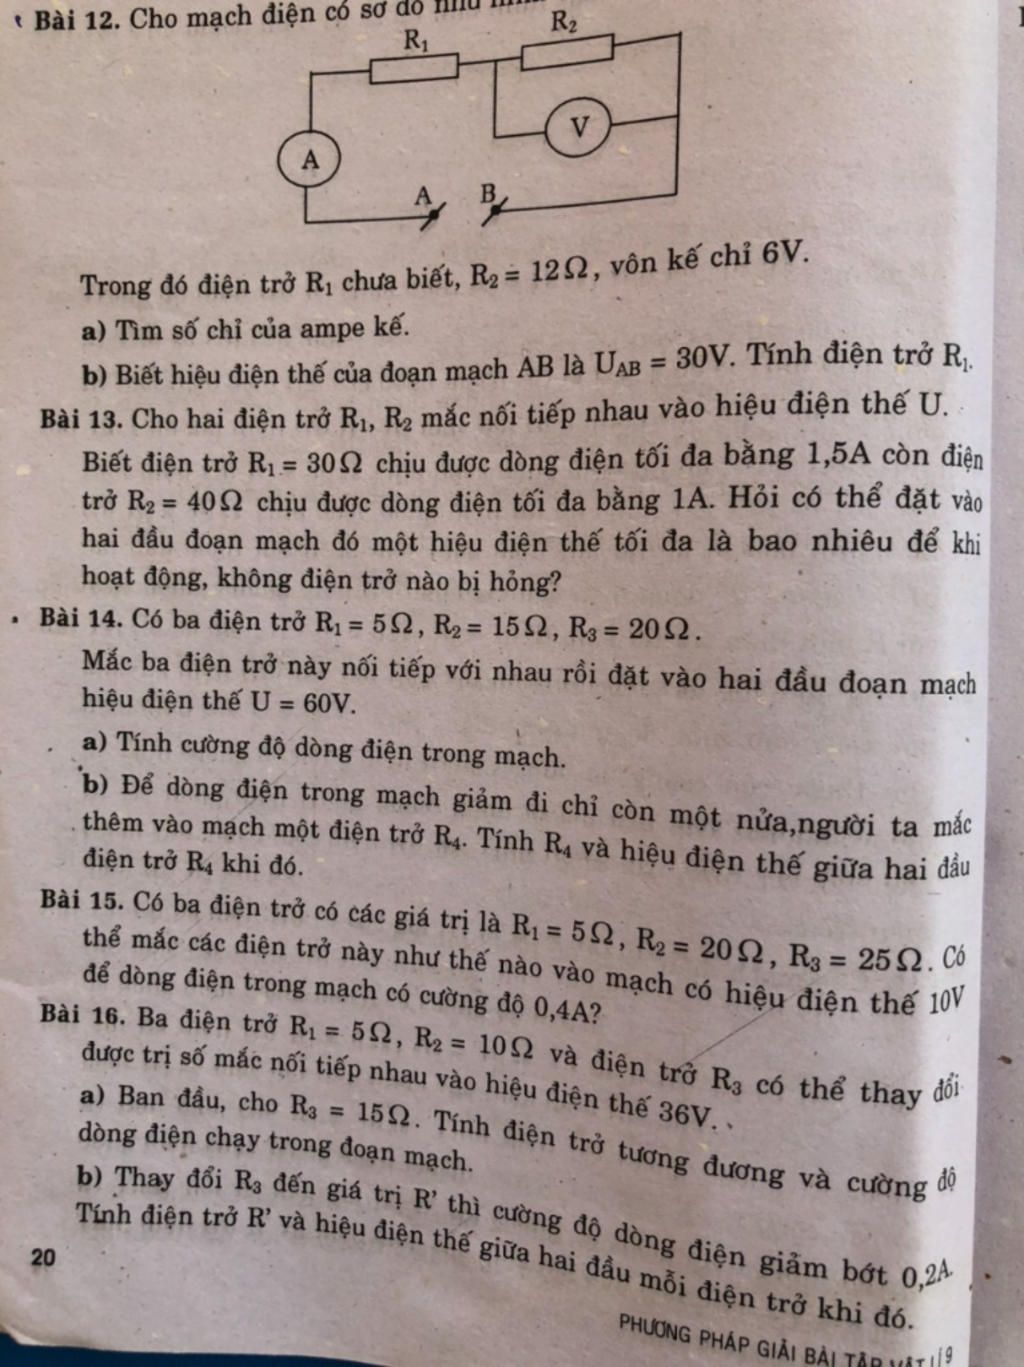 Bài 12. Cho mạch điện có sơ đồ như
R₁
R₂
V
A
A
B
Trong đó điện trở R₁ chưa biết, R₂ = 12Ω, vôn kế chỉ 6V.
a) Tìm số chỉ của ampe kế.
b) Biết hiệu điện thế của đoạn mạch AB là U_AB = 30V. Tính điện trở R₁.
Bài 13. Cho hai điện trở R₁, R₂ mắc nối tiếp nhau vào hiệu điện thế U.
Biết điện trở R₁ = 30Ω chịu được dòng điện tối đa bằng 1,5A còn điện
trở R₂ = 40Ω chịu được dòng điện tối đa bằng 1A. Hỏi có thể đặt vào
hai đầu đoạn mạch đó một hiệu điện thế tối đa là bao nhiêu để khi
hoạt động, không điện trở nào bị hỏng?
Bài 14. Có ba điện trở R₁ = 5Ω, R₂ = 15Ω, R₃ = 20Ω.
Mắc ba điện trở này nối tiếp với nhau rồi đặt vào hai đầu đoạn mạch
hiệu điện thế U = 60V.
a) Tính cường độ dòng điện trong mạch.
b) Để dòng điện trong mạch giảm đi chỉ còn một nửa,người ta mắc
thêm vào mạch một điện trở R₄. Tính R₄ và hiệu điện thế giữa hai đầu
điện trở R₄ khi đó.
Bài 15. Có ba điện trở có các giá trị là R₁ = 5Ω, R₂ = 20Ω, R₃ = 25Ω. Có
thể mắc các điện trở này như thế nào vào mạch có hiệu điện thế 10V
để dòng điện trong mạch có cường độ 0,4A?
Bài 16. Ba điện trở R₁ = 5Ω, R₂ = 10Ω và điện trở R₃ có thể thay đổi
được trị số mắc nối tiếp nhau vào hiệu điện thế 36V.
a) Ban đầu, cho R₃ = 15Ω. Tính điện trở tương đương và cường độ
dòng điện chạy trong đoạn mạch.
b) Thay đổi R₃ đến giá trị R' thì cường độ dòng điện giảm bớt 0,2A.
Tính điện trở R' và hiệu điện thế giữa hai đầu mỗi điện trở khi đó.
20
PHƯƠNG PHÁP GIẢI BÀI TẬP VẬT LÍ 9